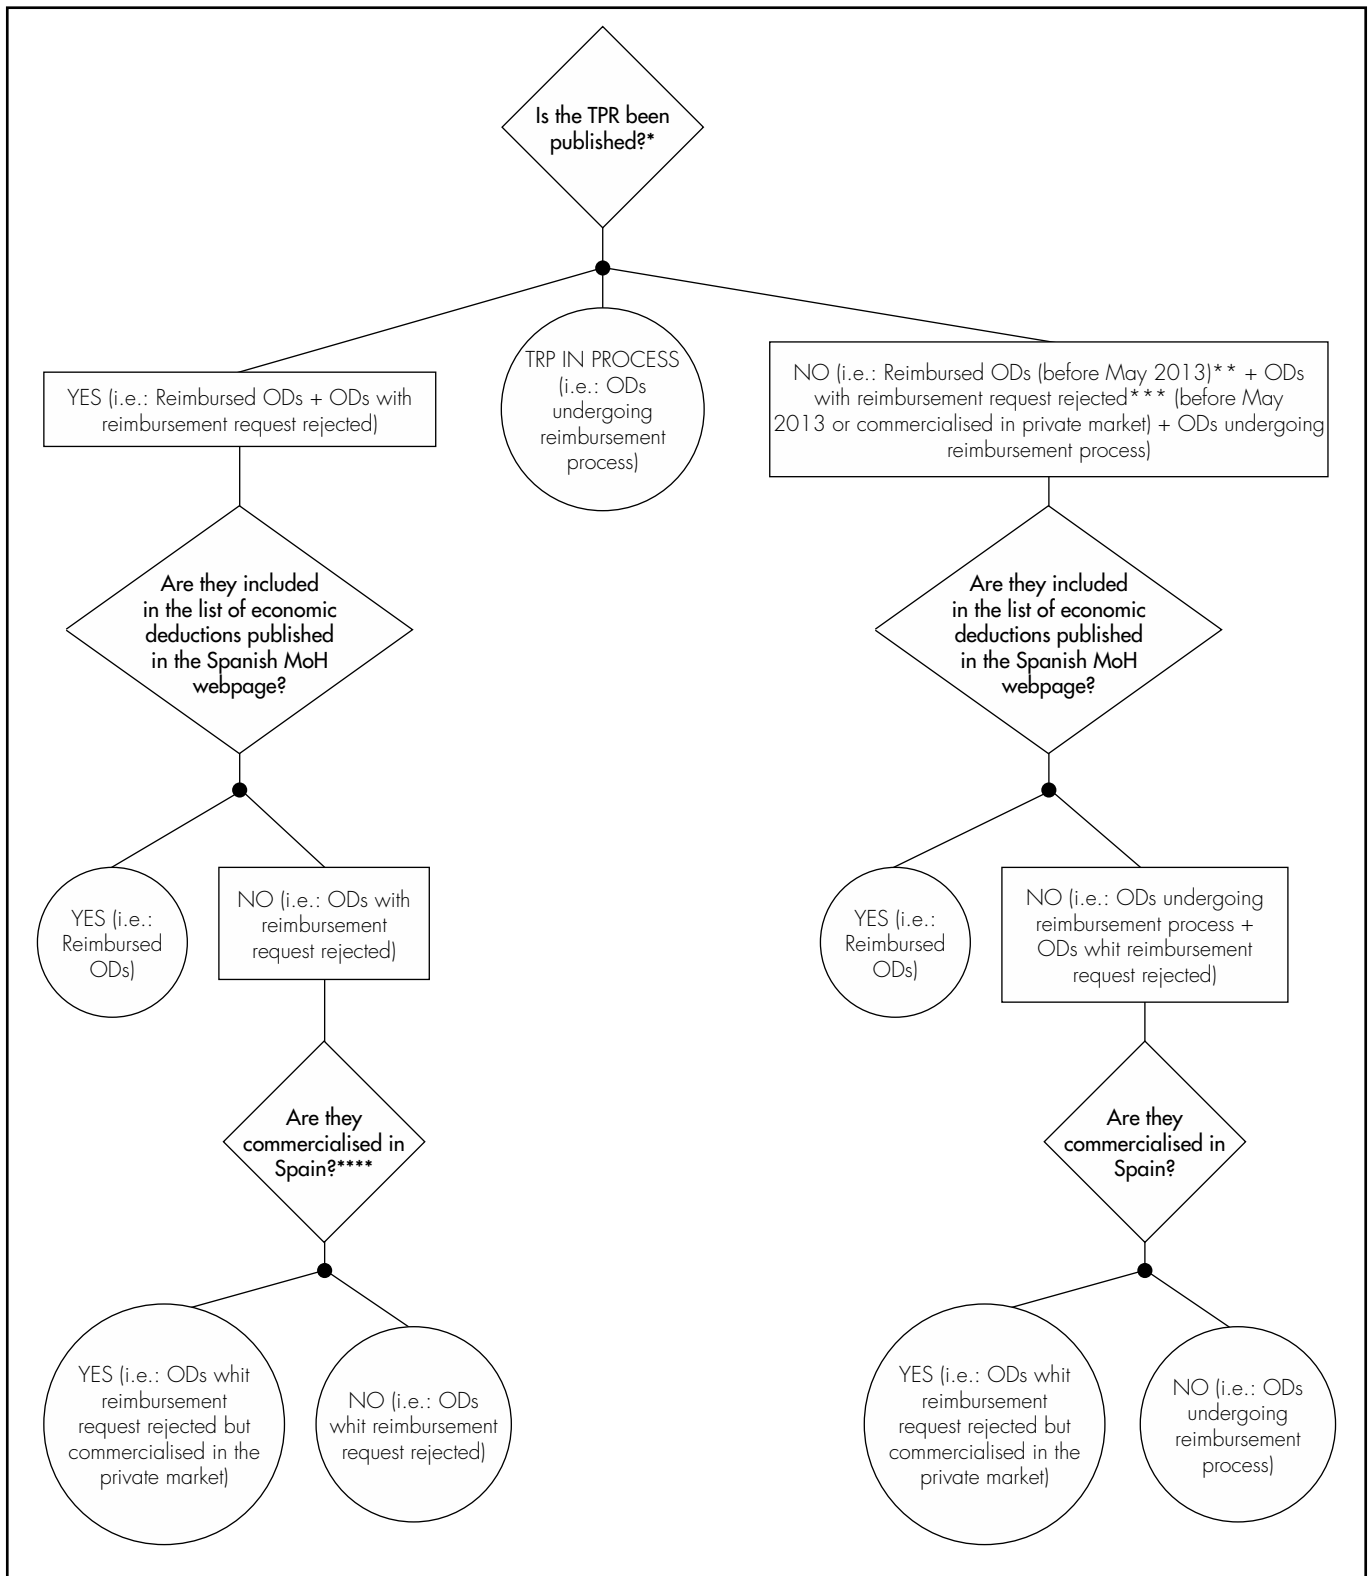 Is the TPR been
published?*
YES (i.e.: Reimbursed ODs + ODs with
reimbursement request rejected)
TRP IN PROCESS
(i.e.: ODs
undergoing
reimbursement
process)
NO (i.e.: Reimbursed ODs (before May 2013)** + ODs
with reimbursement request rejected*** (before May
2013 or commercialised in private market) + ODs undergoing
reimbursement process)
Are they included
in the list of economic
deductions published
in the Spanish MoH
webpage?
Are they included
in the list of economic
deductions published
in the Spanish MoH
webpage?
YES (i.e.:
Reimbursed
ODs)
NO (i.e.: ODs with
reimbursement
request rejected)
YES (i.e.:
Reimbursed
ODs)
NO (i.e.: ODs undergoing
reimbursement process +
ODs whit reimbursement
request rejected)
Are they
commercialised in
Spain?****
Are they
commercialised in
Spain?
YES (i.e.: ODs whit
reimbursement
request rejected but
commercialised in the
private market)
NO (i.e.: ODs
whit reimbursement
request rejected)
YES (i.e.: ODs whit
reimbursement
request rejected but
commercialised in the
private market)
NO (i.e.: ODs
undergoing
reimbursement
process)